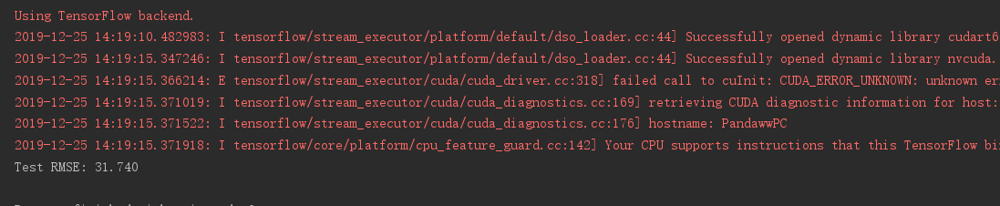 Using TensorFlow backend.
2019-12-25 14:19:10.482983: I tensorflow/stream_executor/platform/default/dso_loader.cc:44] Successfully opened dynamic library cudart6
2019-12-25 14:19:15.347246: I tensorflow/stream_executor/platform/default/dso_loader.cc:44] Successfully opened dynamic library nvcuda.
2019-12-25 14:19:15.366214: E tensorflow/stream_executor/cuda/cuda_driver.cc:318] failed call to cuInit: CUDA_ERROR_UNKNOWN: unknown er
2019-12-25 14:19:15.371019: I tensorflow/stream_executor/cuda/cuda_diagnostics.cc:169] retrieving CUDA diagnostic information for host:
2019-12-25 14:19:15.371522: I tensorflow/stream_executor/cuda/cuda_diagnostics.cc:176] hostname: PandawwPC
2019-12-25 14:19:15.371918: I tensorflow/core/platform/cpu_feature_guard.cc:142] Your CPU supports instructions that this TensorFlow bi
Test RMSE: 31.740